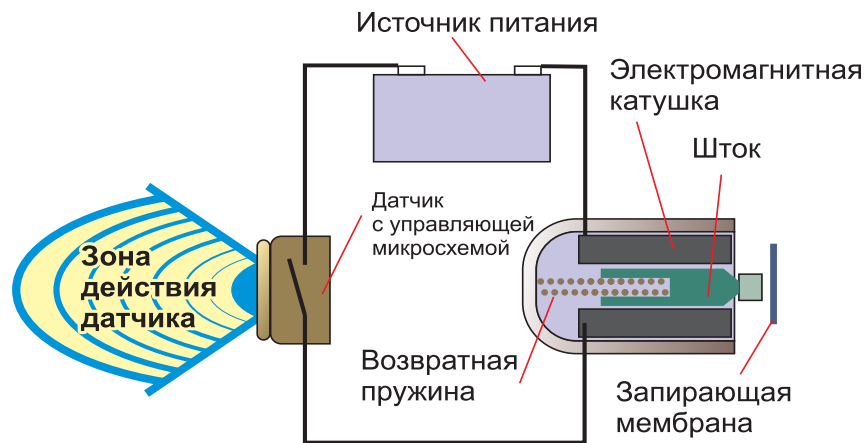 Источник питания
Электромагнитная
катушка
Шток
Датчик
с управляющей
микросхемой
Зона
действия
датчика
Возвратная
пружина
Запирающая
мембрана